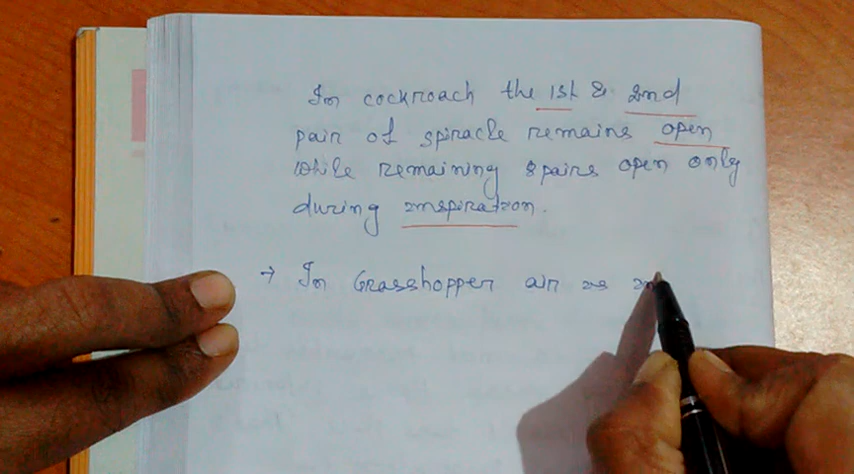 In cockroach the 1st & 2nd
pair of spiracle remains open
while remaining 8 pairs open only
during inspiration.
→ In Grasshopper air is in